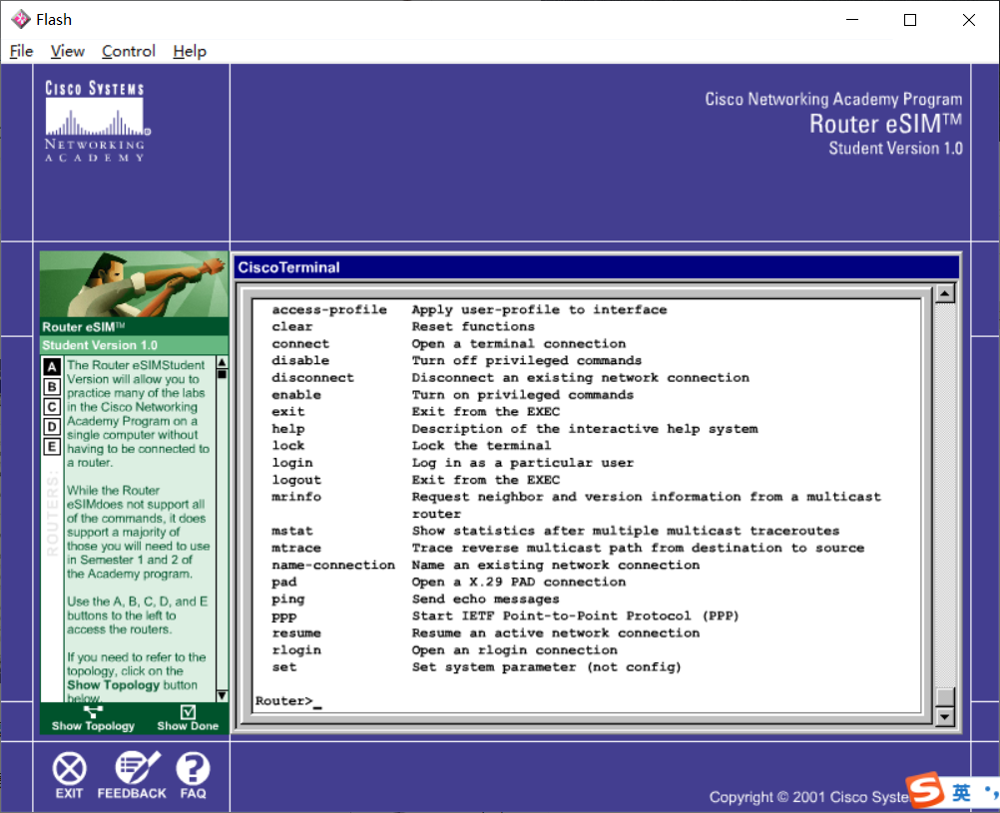 Flash
File View Control Help
CISCO SYSTEMS
NETWORKING
ACADEMY
Cisco Networking Academy Program
Router eSIM™
Student Version 1.0
Router eSIM™
Student Version 1.0
A
B
C
D
E
ROUTERS:
The Router eSIMStudent
Version will allow you to
practice many of the labs
in the Cisco Networking
Academy Program on a
single computer without
having to be connected to
a router.
While the Router
eSIMdoes not support all
of the commands, it does
support a majority of
those you will need to use
in Semester 1 and 2 of
the Academy program.
Use the A, B, C, D, and E
buttons to the left to
access the routers.
If you need to refer to the
topology, click on the
Show Topology button
below.
Show Topology Show Done
CiscoTerminal
access-profile Apply user-profile to interface
clear Reset functions
connect Open a terminal connection
disable Turn off privileged commands
disconnect Disconnect an existing network connection
enable Turn on privileged commands
exit Exit from the EXEC
help Description of the interactive help system
lock Lock the terminal
login Log in as a particular user
logout Exit from the EXEC
mrinfo Request neighbor and version information from a multicast
router
mstat Show statistics after multiple multicast traceroutes
mtrace Trace reverse multicast path from destination to source
name-connection Name an existing network connection
pad Open a X.29 PAD connection
ping Send echo messages
ppp Start IETF Point-to-Point Protocol (PPP)
resume Resume an active network connection
rlogin Open an rlogin connection
set Set system parameter (not config)
Router>_
EXIT FEEDBACK FAQ
Copyright © 2001 Cisco Syste
S 英